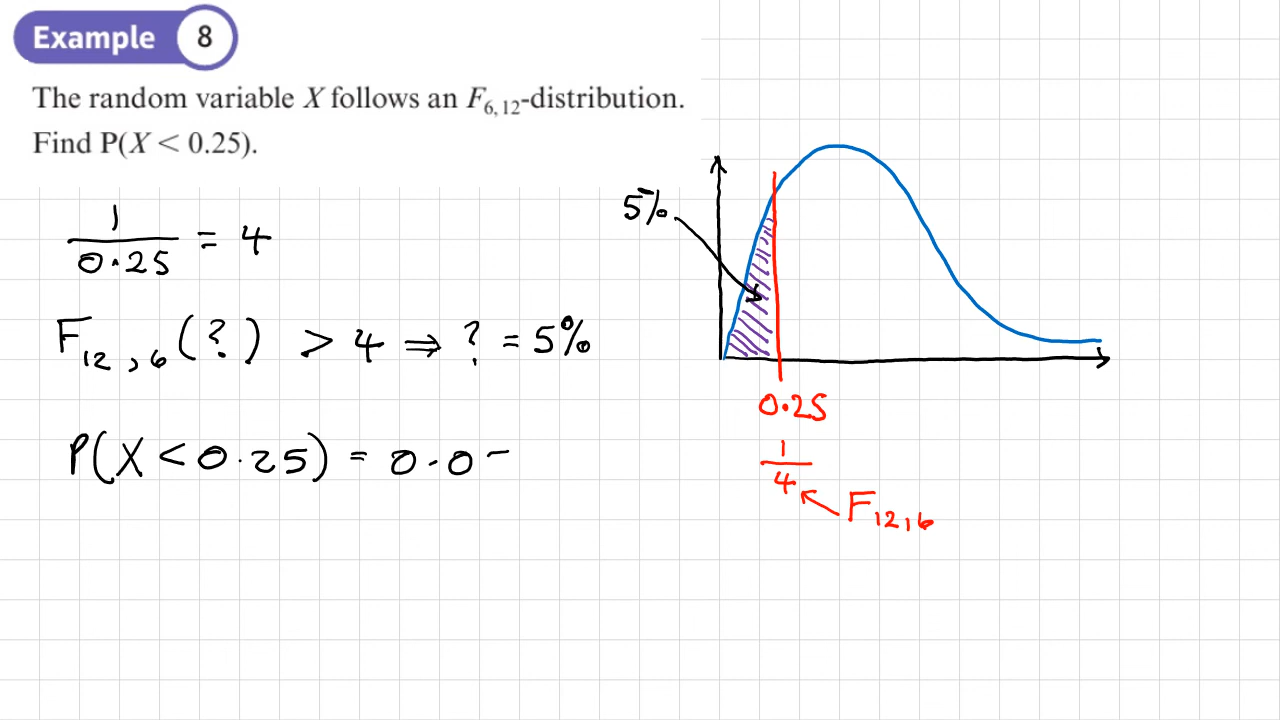 Example 8
The random variable X follows an F6,12-distribution.
Find P(X < 0.25).
1
0.25
= 4
F12,6(?) > 4 ⇒ ? = 5%
P(X < 0.25) = 0.0
5%
0.25
1
4
F12,6